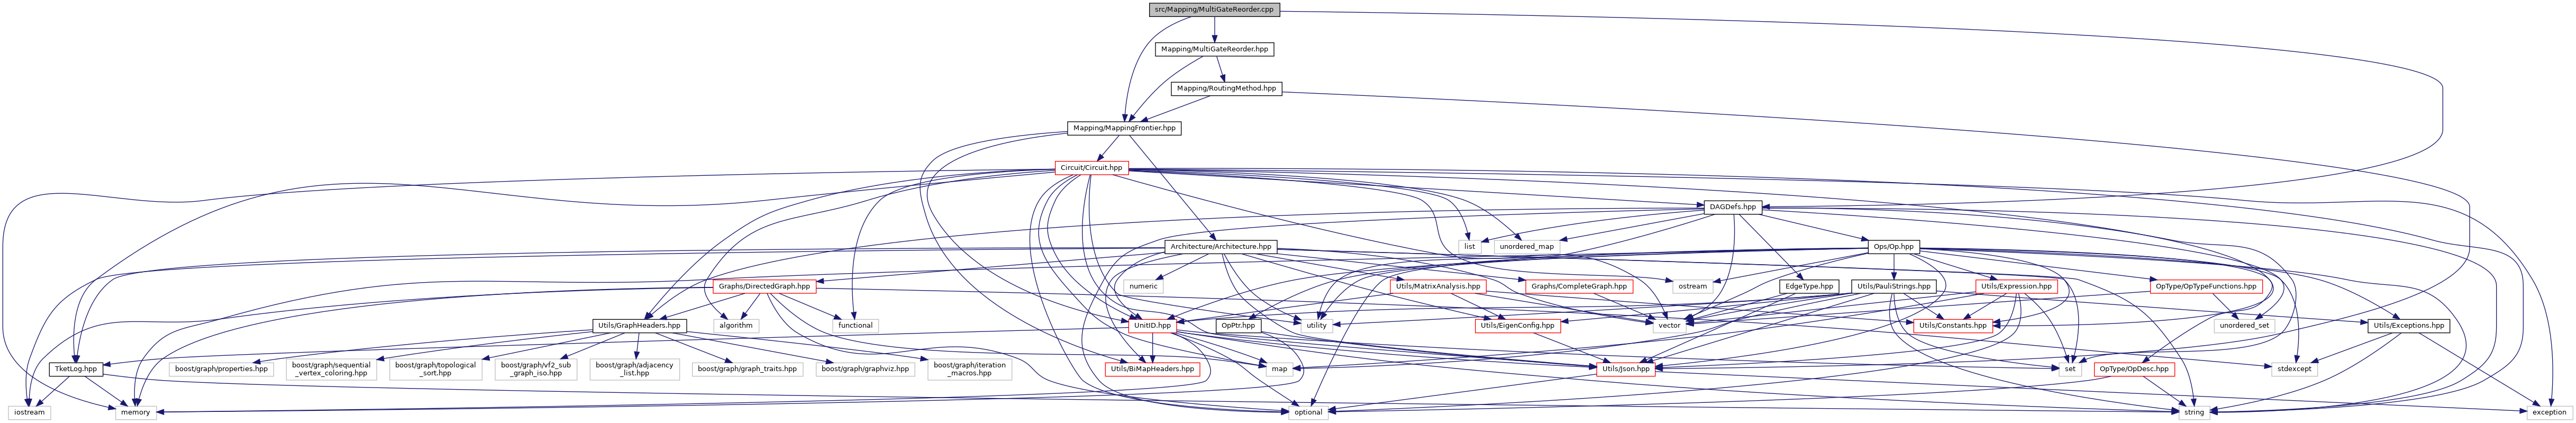 src/Mapping/MultiGateReorder.cpp
Mapping/MultiGateReorder.hpp
Mapping/RoutingMethod.hpp
Mapping/MappingFrontier.hpp
Circuit/Circuit.hpp
DAGDefs.hpp
Architecture/Architecture.hpp
list
unordered_map
Ops/Op.hpp
numeric
Graphs/DirectedGraph.hpp
Utils/MatrixAnalysis.hpp
Graphs/CompleteGraph.hpp
ostream
EdgeType.hpp
Utils/PauliStrings.hpp
Utils/Expression.hpp
OpType/OpTypeFunctions.hpp
Utils/GraphHeaders.hpp
algorithm
functional
UnitID.hpp
OpPtr.hpp
utility
Utils/EigenConfig.hpp
vector
Utils/Constants.hpp
unordered_set
Utils/Exceptions.hpp
TketLog.hpp
boost/graph/properties.hpp
boost/graph/sequential
_vertex_coloring.hpp
boost/graph/topological
_sort.hpp
boost/graph/vf2_sub
_graph_iso.hpp
boost/graph/adjacency
_list.hpp
boost/graph/graph_traits.hpp
boost/graph/graphviz.hpp
boost/graph/iteration
_macros.hpp
Utils/BiMapHeaders.hpp
map
Utils/Json.hpp
set
OpType/OpDesc.hpp
stdexcept
iostream
memory
optional
string
exception